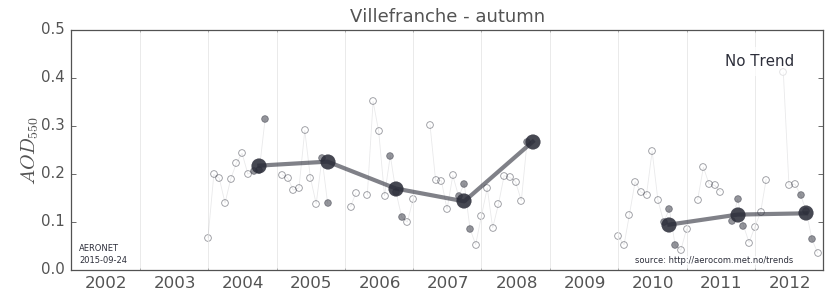 Villefranche - autumn
0.5
0.4
0.3
0.2
0.1
0.0
AOD550
No Trend
AERONET
2015-09-24
source: http://aerocom.met.no/trends
2002 2003 2004 2005 2006 2007 2008 2009 2010 2011 2012